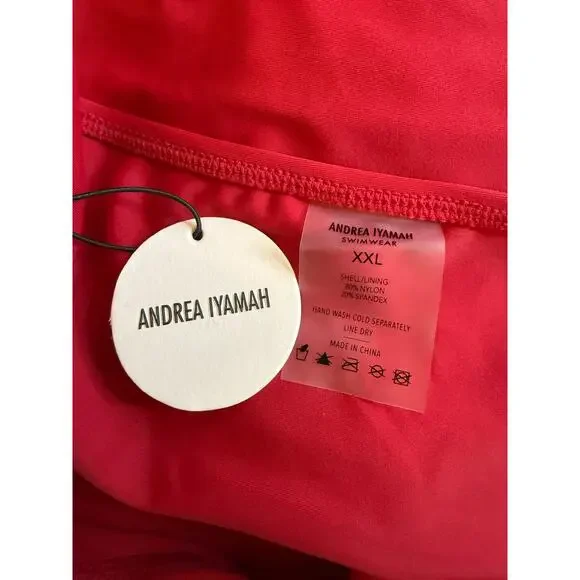 ANDREA IYAMAH
ANDREA IYAMAH
SWIMWEAR
XXL
SHELL/LINING
80% NYLON
20% SPANDEX
HAND WASH COLD SEPARATELY
LINE DRY
MADE IN CHINA